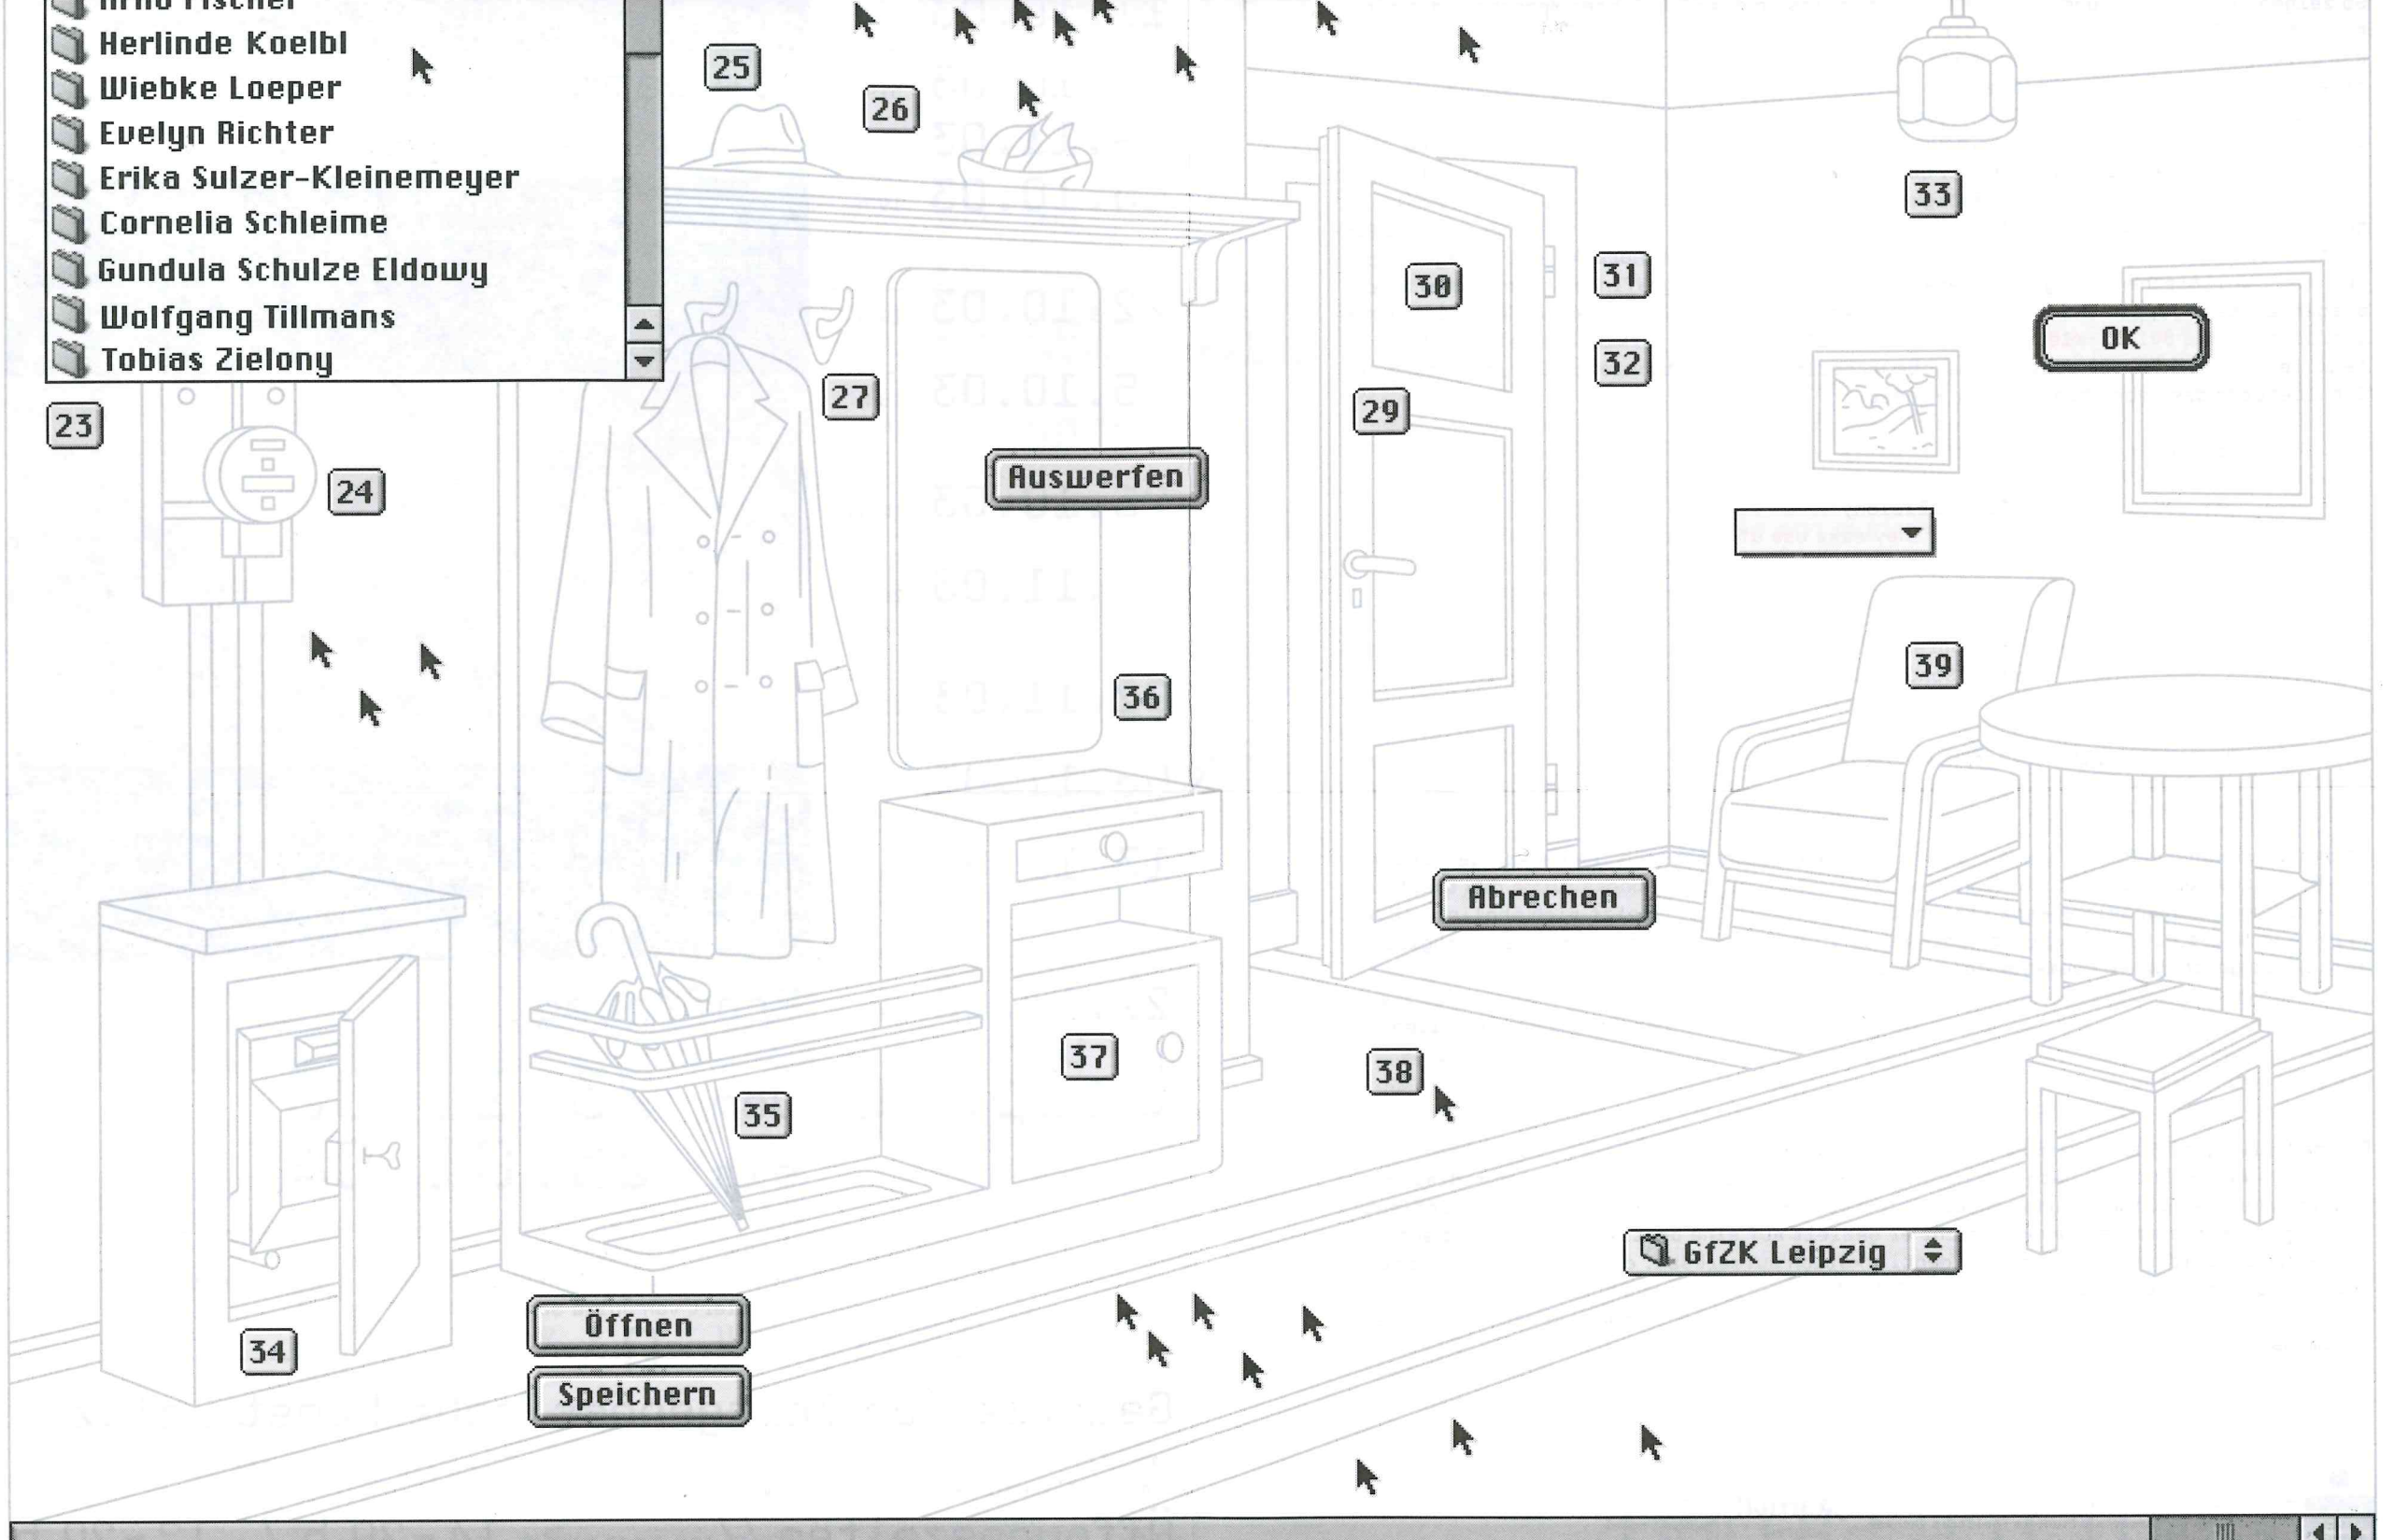 Arno Fischer
Herlinde Koelbl
Wiebke Loeper
Evelyn Richter
Erika Sulzer-Kleinemeyer
Cornelia Schleime
Gundula Schulze Eldowy
Wolfgang Tillmans
Tobias Zielony
25
26
33
30
31
32
OK
27
29
23
24
Auswerfen
39
36
Abrechen
37
38
35
GfZK Leipzig
34
Öffnen
Speichern